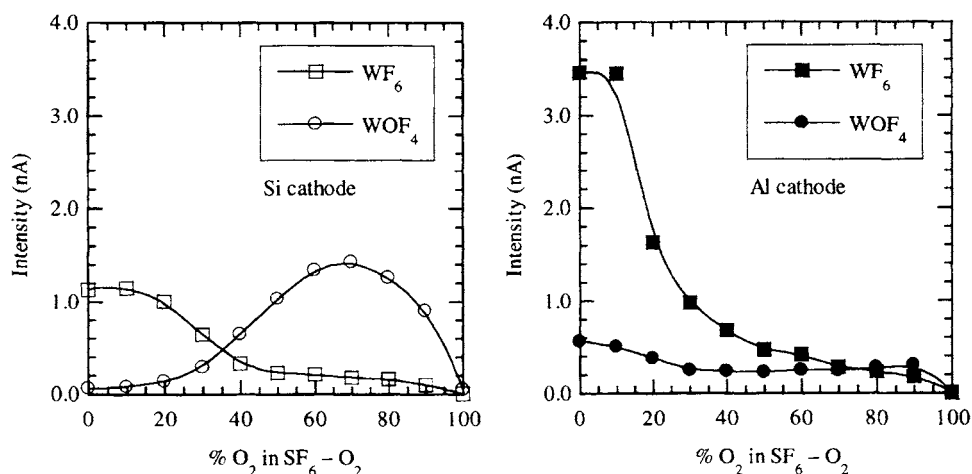 4.0
3.0
2.0
1.0
0.0
Intensity (nA)
WF₆
WOF₄
Si cathode
0 20 40 60 80 100
% O₂ in SF₆ – O₂
4.0
3.0
2.0
1.0
0.0
Intensity (nA)
WF₆
WOF₄
Al cathode
0 20 40 60 80 100
% O₂ in SF₆ – O₂